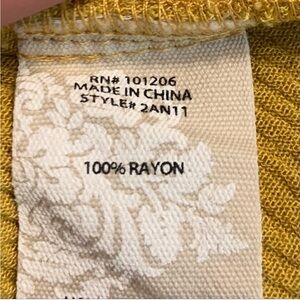 RN# 101206
MADE IN CHINA
STYLE# 2AN11
100% RAYON